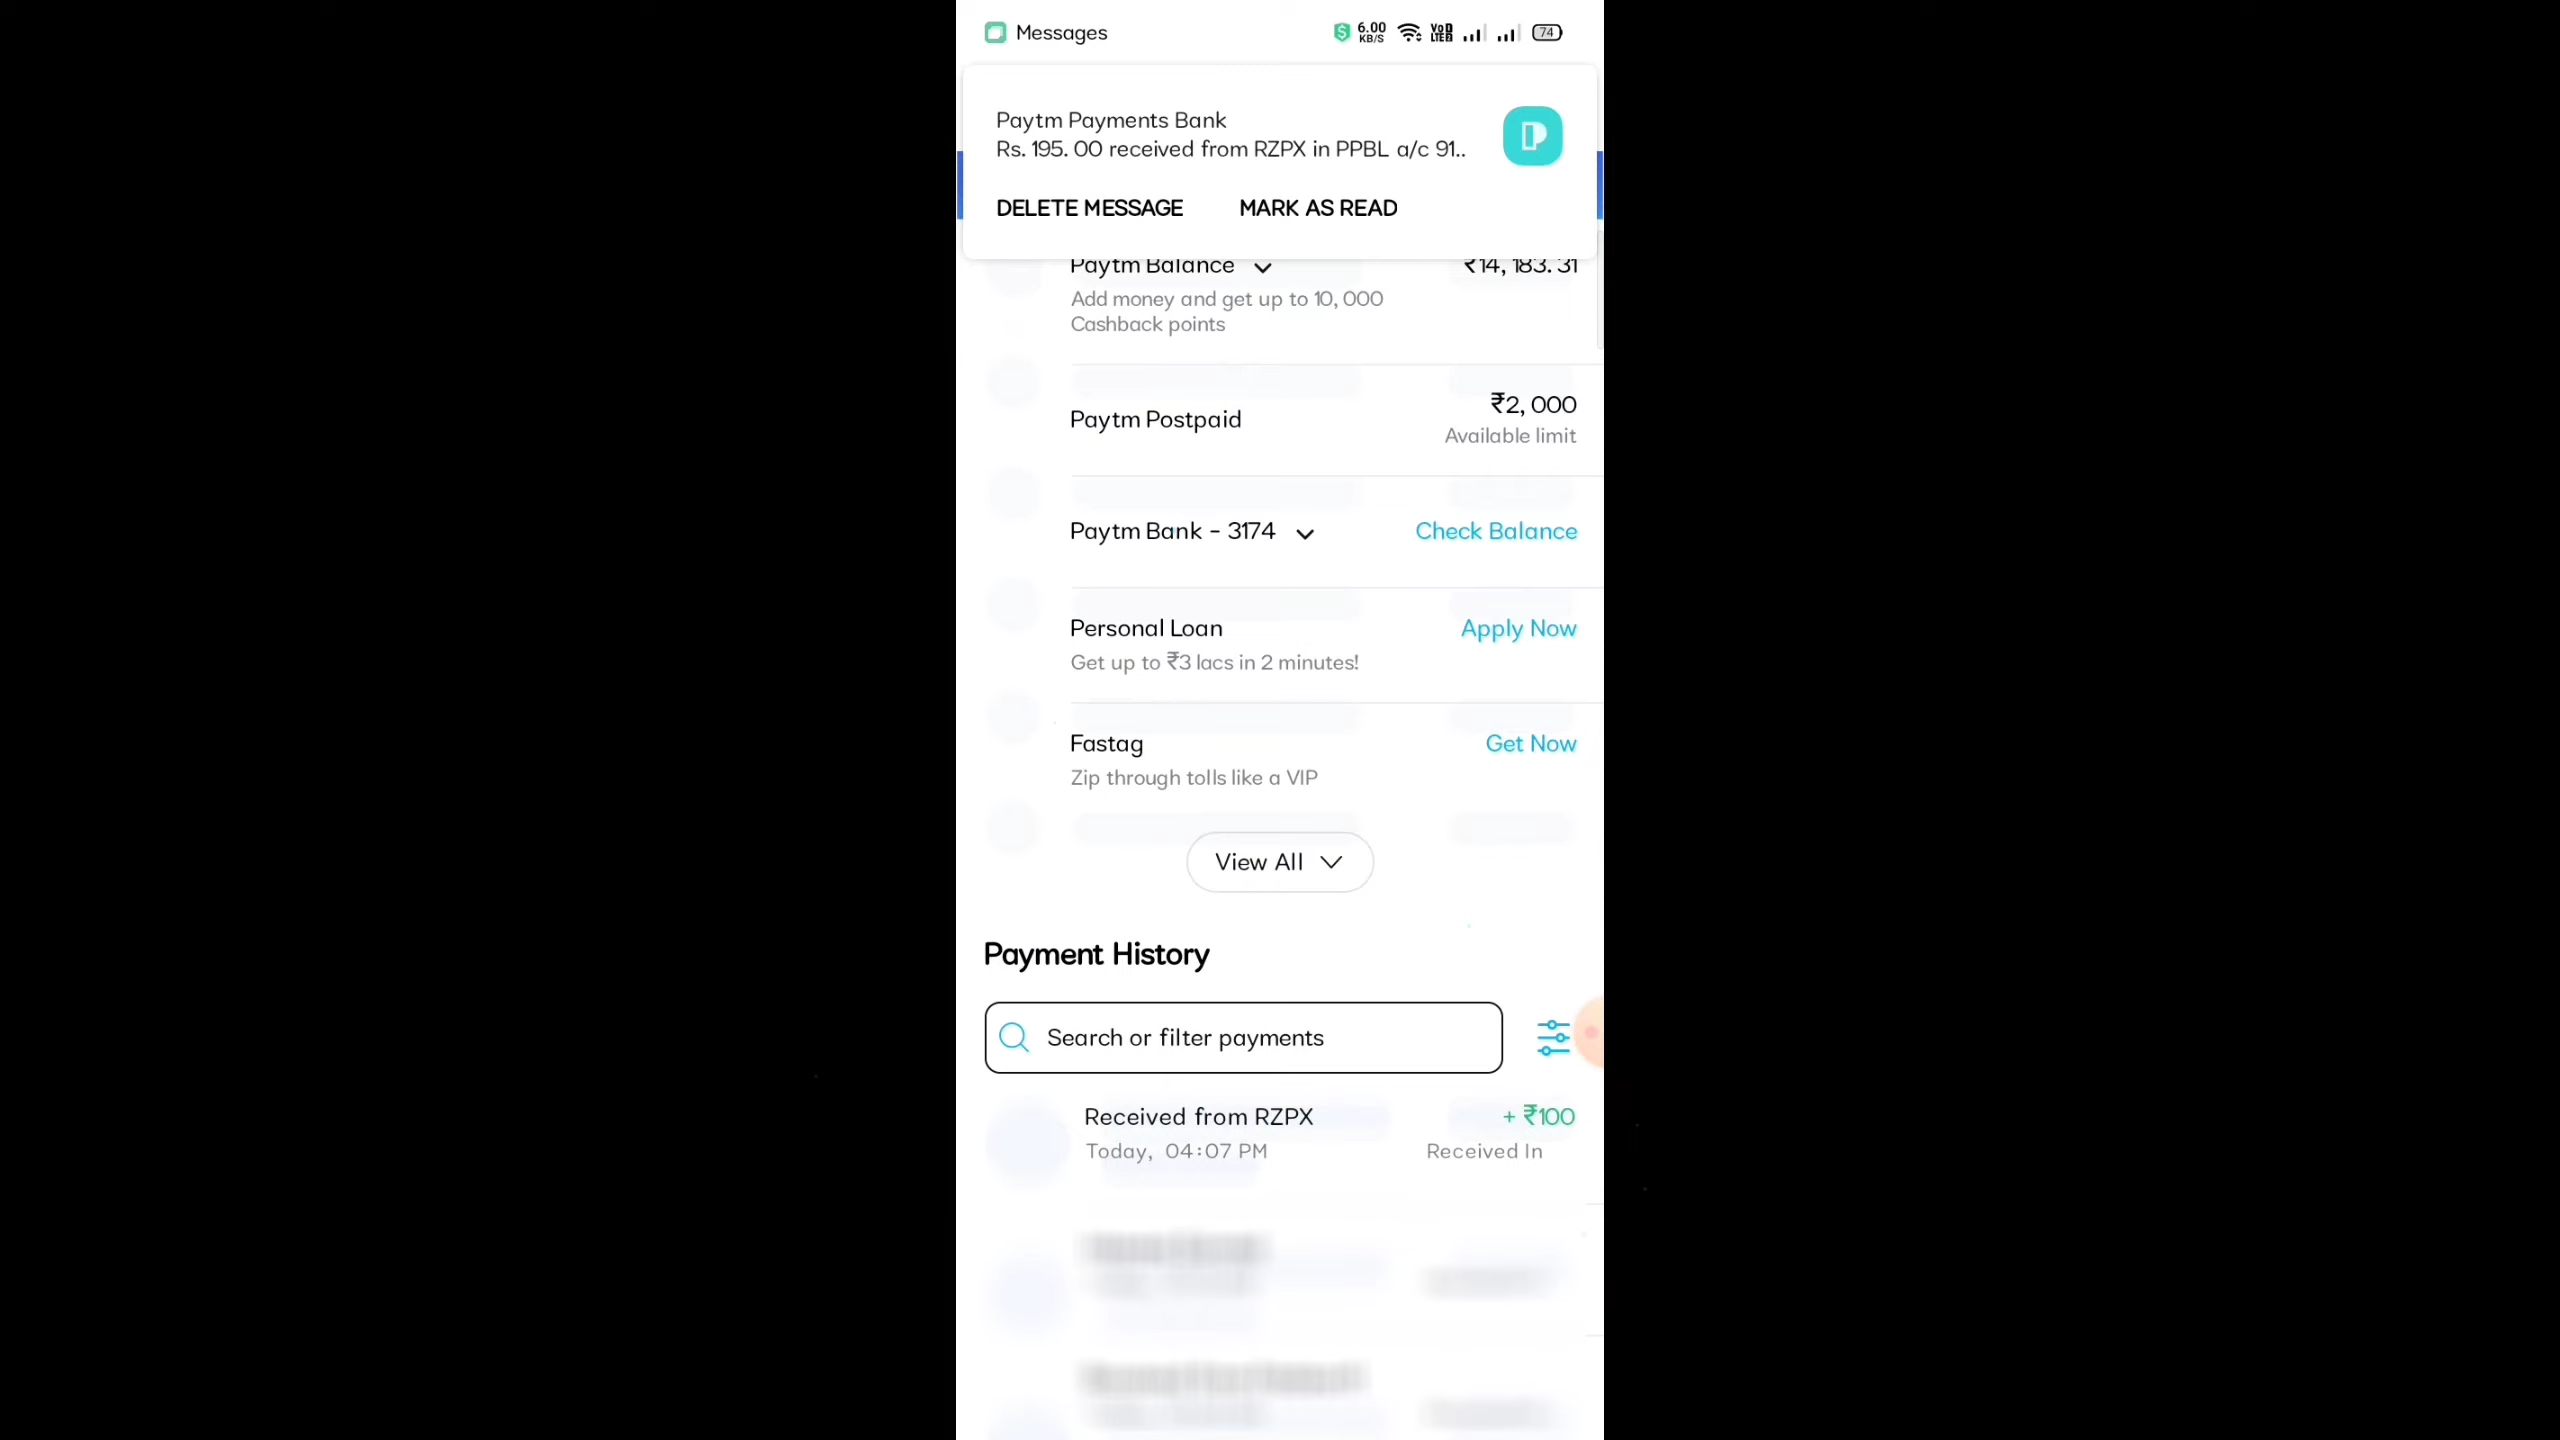 Messages
6.00
KB/S
VoD
LTE2
74
Paytm Payments Bank
Rs. 195. 00 received from RZPX in PPBL a/c 91..
DELETE MESSAGE MARK AS READ
Paytm Balance ₹14, 183. 31
Add money and get up to 10, 000
Cashback points
Paytm Postpaid ₹2, 000
Available limit
Paytm Bank - 3174 Check Balance
Personal Loan Apply Now
Get up to ₹3 lacs in 2 minutes!
Fastag Get Now
Zip through tolls like a VIP
View All
Payment History
Search or filter payments
Received from RZPX + ₹100
Today, 04:07 PM Received In